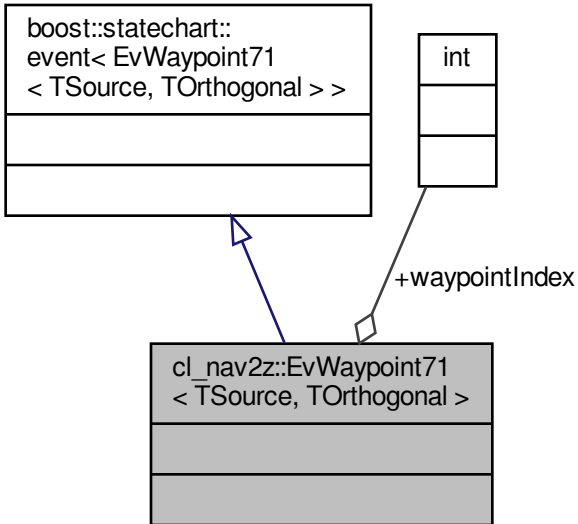 boost::statechart::
event< EvWaypoint71
< TSource, TOrthogonal > >
int
+waypointIndex
cl_nav2z::EvWaypoint71
< TSource, TOrthogonal >